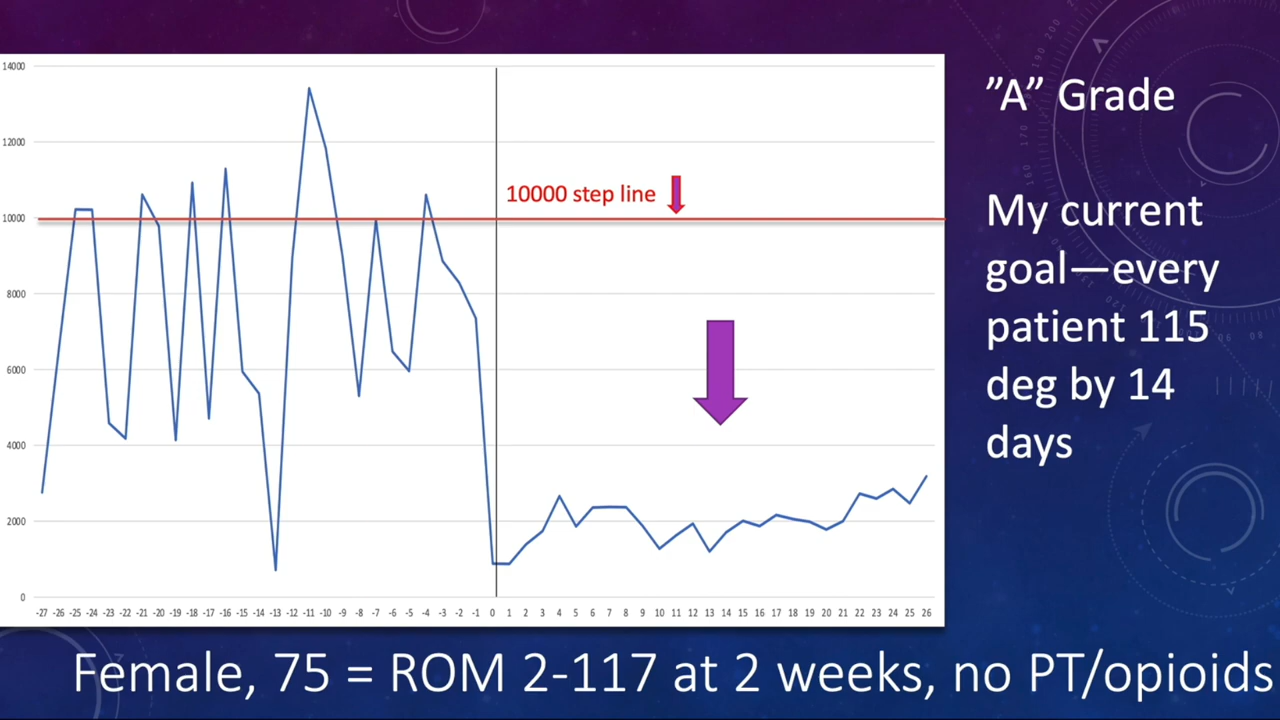 14000
12000
10000
8000
6000
4000
2000
0
10000 step line
-27 -26 -25 -24 -23 -22 -21 -20 -19 -18 -17 -16 -15 -14 -13 -12 -11 -10 -9 -8 -7 -6 -5 -4 -3 -2 -1 0 1 2 3 4 5 6 7 8 9 10 11 12 13 14 15 16 17 18 19 20 21 22 23 24 25 26
”A” Grade
My current
goal—every
patient 115
deg by 14
days
Female, 75 = ROM 2-117 at 2 weeks, no PT/opioids